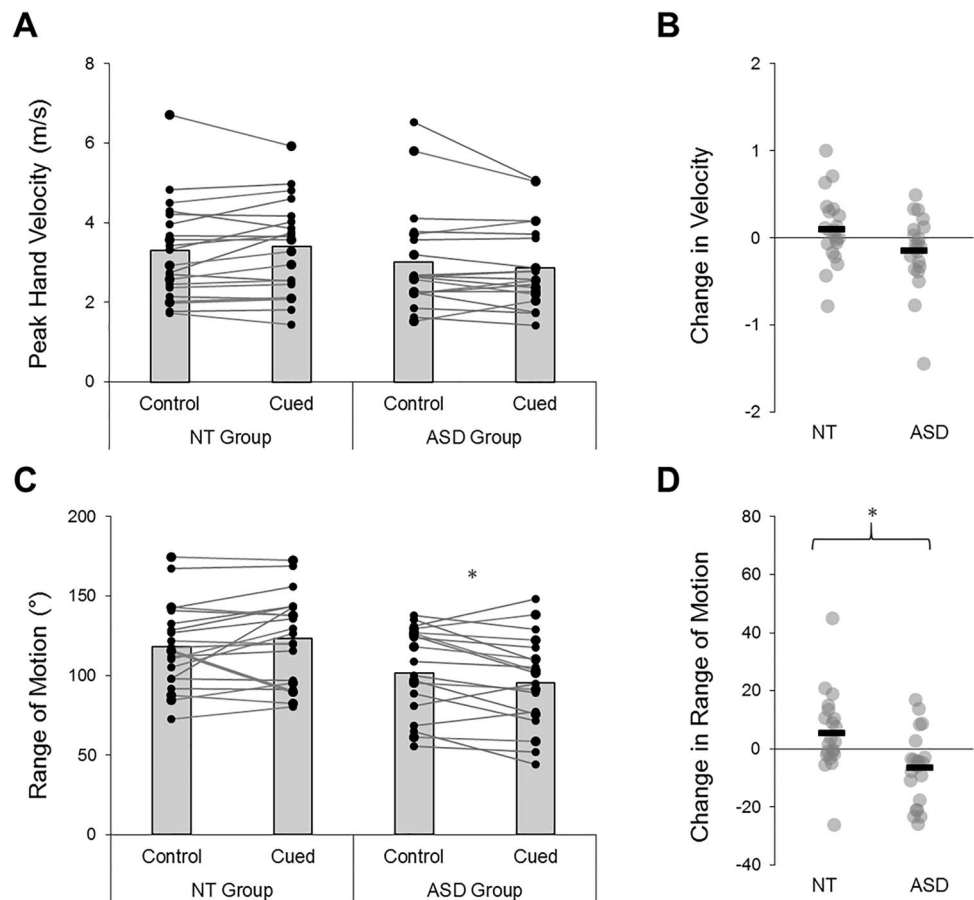 A
B
8
6
4
2
0
Peak Hand Velocity (m/s)
Control Cued Control Cued
NT Group ASD Group
2
1
0
-1
-2
Change in Velocity
NT ASD
C
D
200
150
100
50
0
Range of Motion (°)
*
Control Cued Control Cued
NT Group ASD Group
80
60
40
20
0
-20
-40
Change in Range of Motion
*
NT ASD